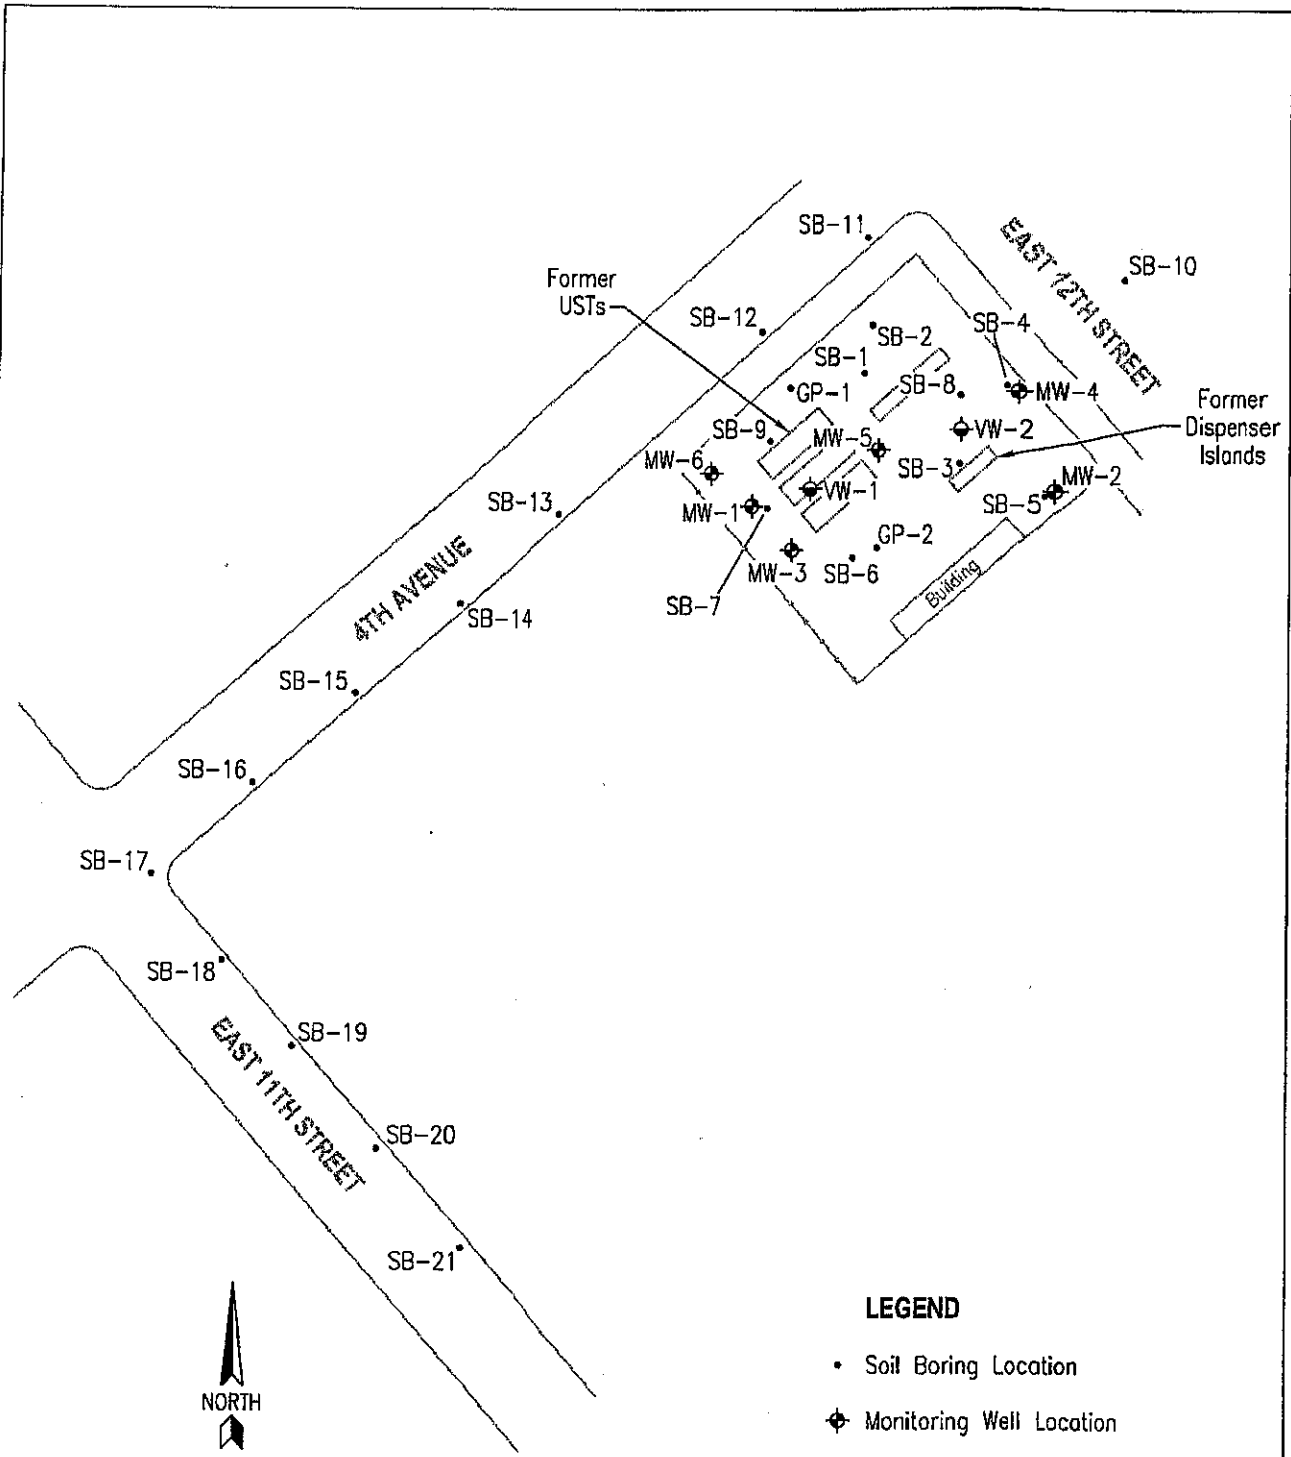 SB-11
EAST 12TH STREET
SB-10
Former
USTs
SB-12
SB-2
SB-4
SB-1
GP-1
SB-8
MW-4
Former
Dispenser
Islands
SB-9
MW-5
VW-2
MW-6
SB-3
MW-2
VW-1
SB-5
SB-13
MW-1
GP-2
MW-3
SB-6
SB-7
Building
4TH AVENUE
SB-14
SB-15
SB-16
SB-17
SB-18
SB-19
EAST 11TH STREET
SB-20
SB-21
LEGEND
Soil Boring Location
NORTH
Monitoring Well Location